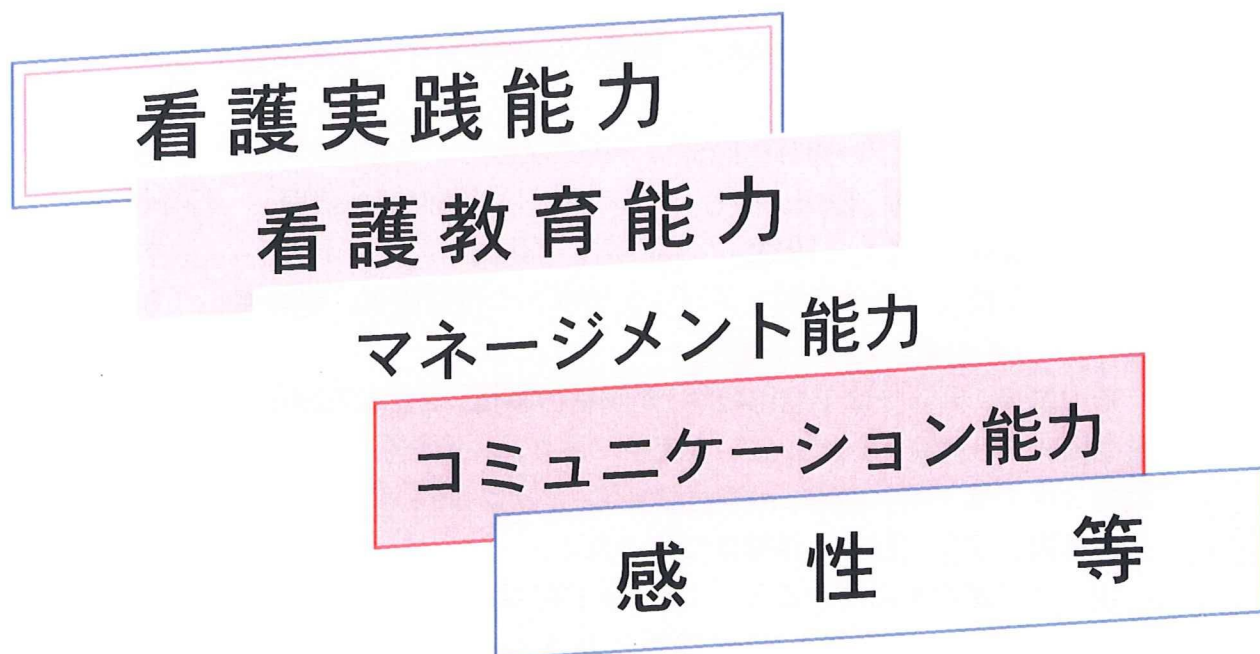 看護実践能力
看護教育能力
マネージメント能力
コミュニケーション能力
感性 等